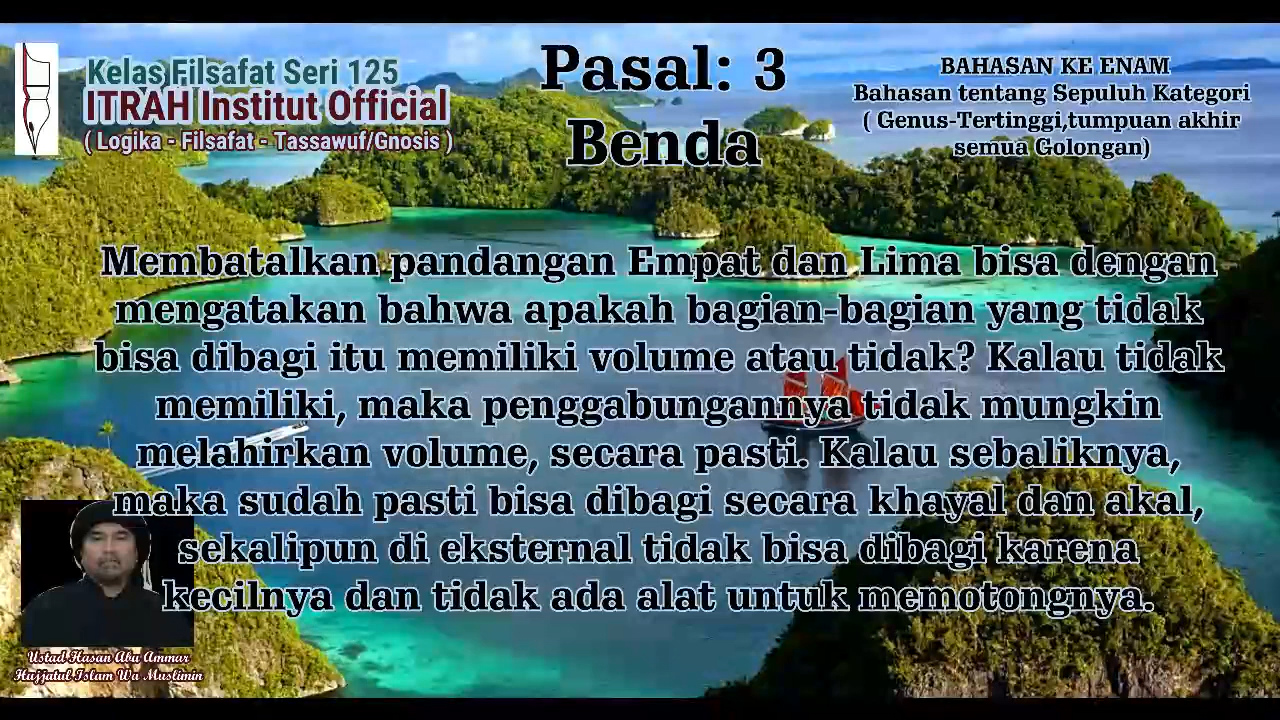 Kelas Filsafat Seri 125
ITRAH Institut Official
( Logika - Filsafat - Tassawuf/Gnosis )
Pasal: 3
Benda
BAHASAN KE ENAM
Bahasan tentang Sepuluh Kategori
( Genus-Tertinggi,tumpuan akhir
semua Golongan)
Membatalkan pandangan Empat dan Lima bisa dengan
mengatakan bahwa apakah bagian-bagian yang tidak
bisa dibagi itu memiliki volume atau tidak? Kalau tidak
memiliki, maka penggabungannya tidak mungkin
melahirkan volume, secara pasti. Kalau sebaliknya,
maka sudah pasti bisa dibagi secara khayal dan akal,
sekalipun di eksternal tidak bisa dibagi karena
kecilnya dan tidak ada alat untuk memotongnya.
Ustad Hasan Abu Ammar
Hujjatul Islam Wa Muslimin